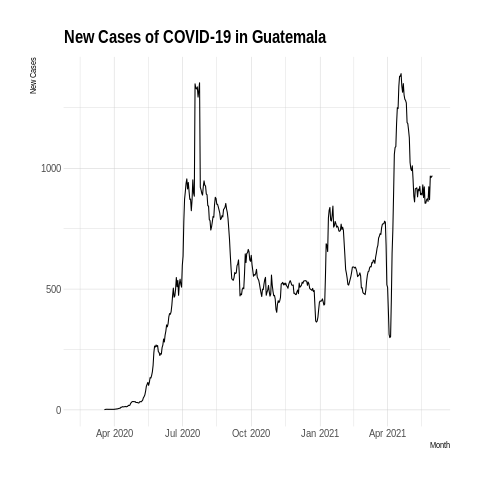 New Cases of COVID-19 in Guatemala
New Cases
1000
500
0
Apr 2020 Jul 2020 Oct 2020 Jan 2021 Apr 2021
Month